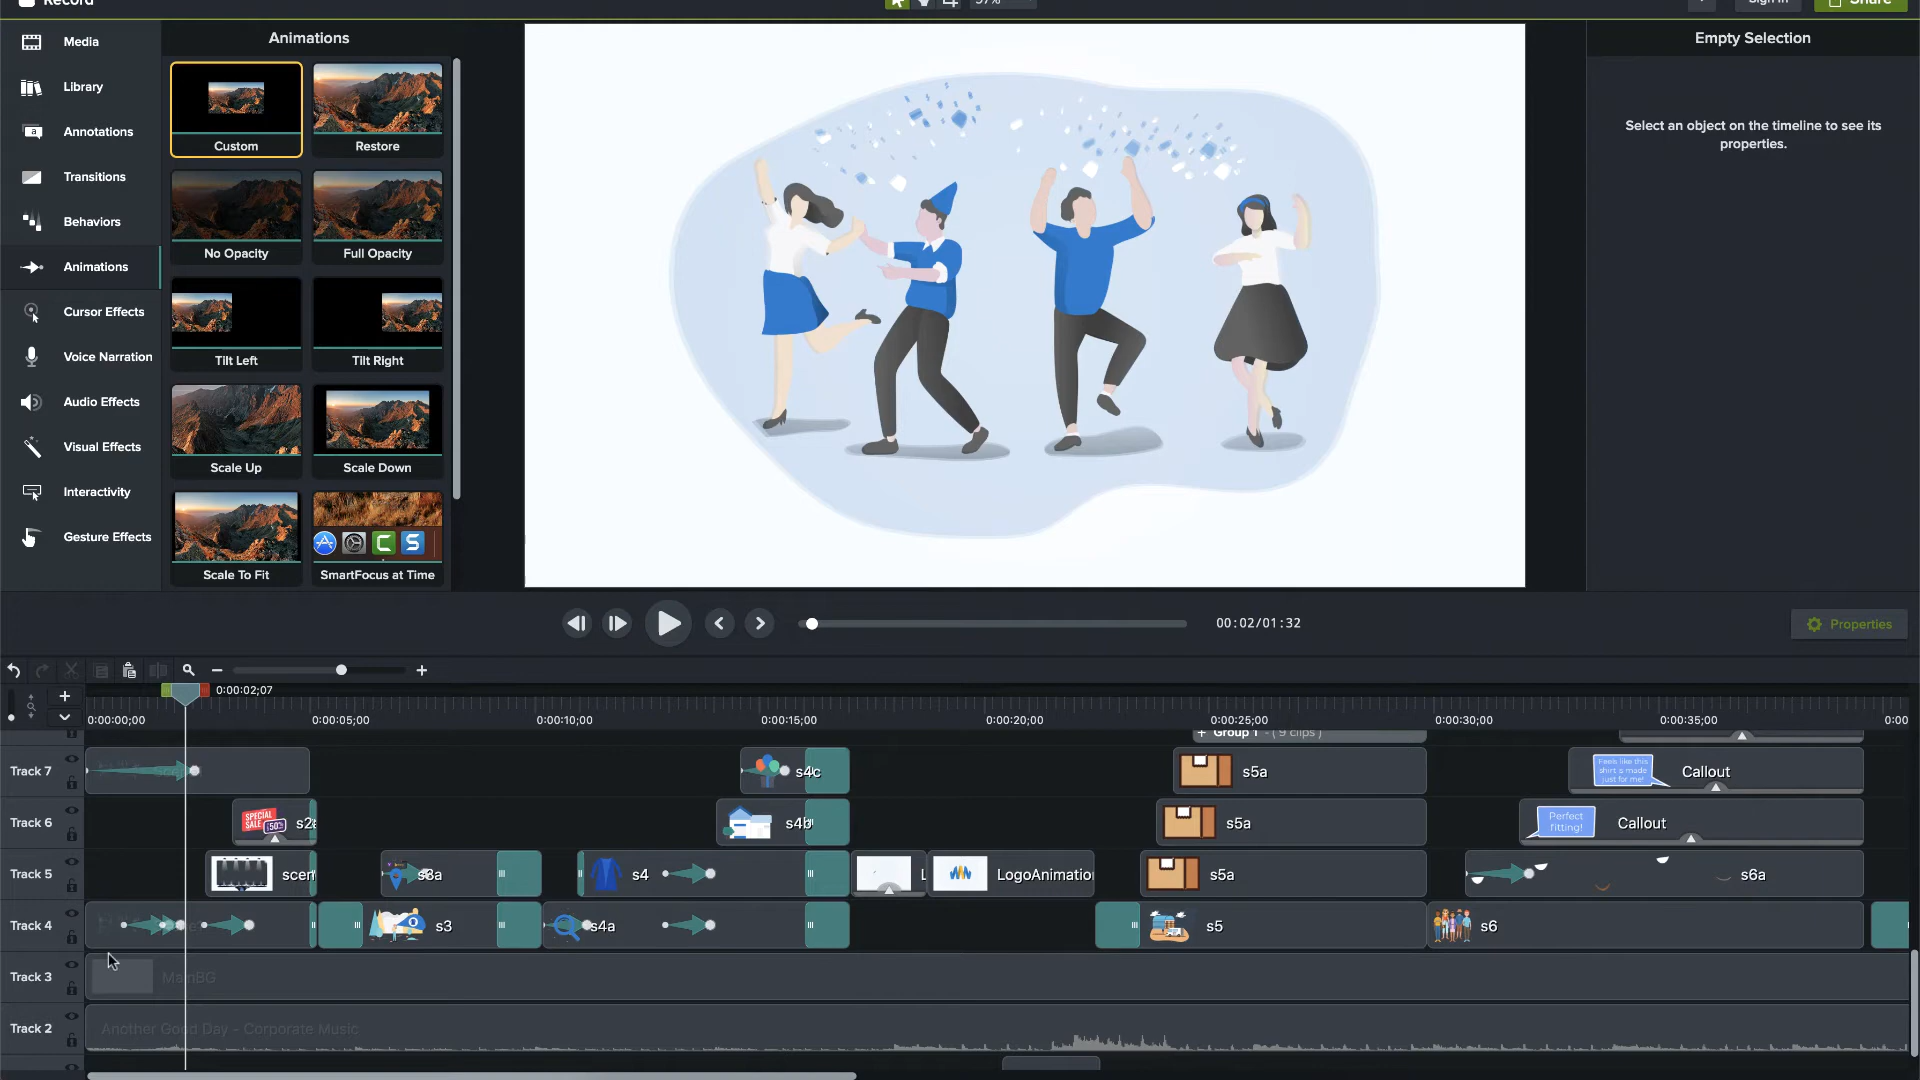 Record
57%
Sign in
Share
Media
Library
Annotations
Transitions
Behaviors
Animations
Cursor Effects
Voice Narration
Audio Effects
Visual Effects
Interactivity
Gesture Effects
Animations
Custom
Restore
No Opacity
Full Opacity
Tilt Left
Tilt Right
Scale Up
Scale Down
Scale To Fit
SmartFocus at Time
Empty Selection
Select an object on the timeline to see its
properties.
00:02/01:32
Properties
0:00:02;07
0:00:00;00
0:00:05;00
0:00:10;00
0:00:15;00
0:00:20;00
0:00:25;00
0:00:30;00
0:00:35;00
0:00
+ Group 1 - ( 9 clips )
Track 7
s4c
s5a
Feels like this
shirt is made
just for me!
Callout
Track 6
SPECIAL
SALE
50%
s2
s4b
s5a
Perfect
fitting!
Callout
Track 5
scen
s3a
s4
L
LogoAnimatio
s5a
s6a
Track 4
s3
s4a
s5
s6
Track 3
MainBG
Track 2
Another Good Day - Corporate Music